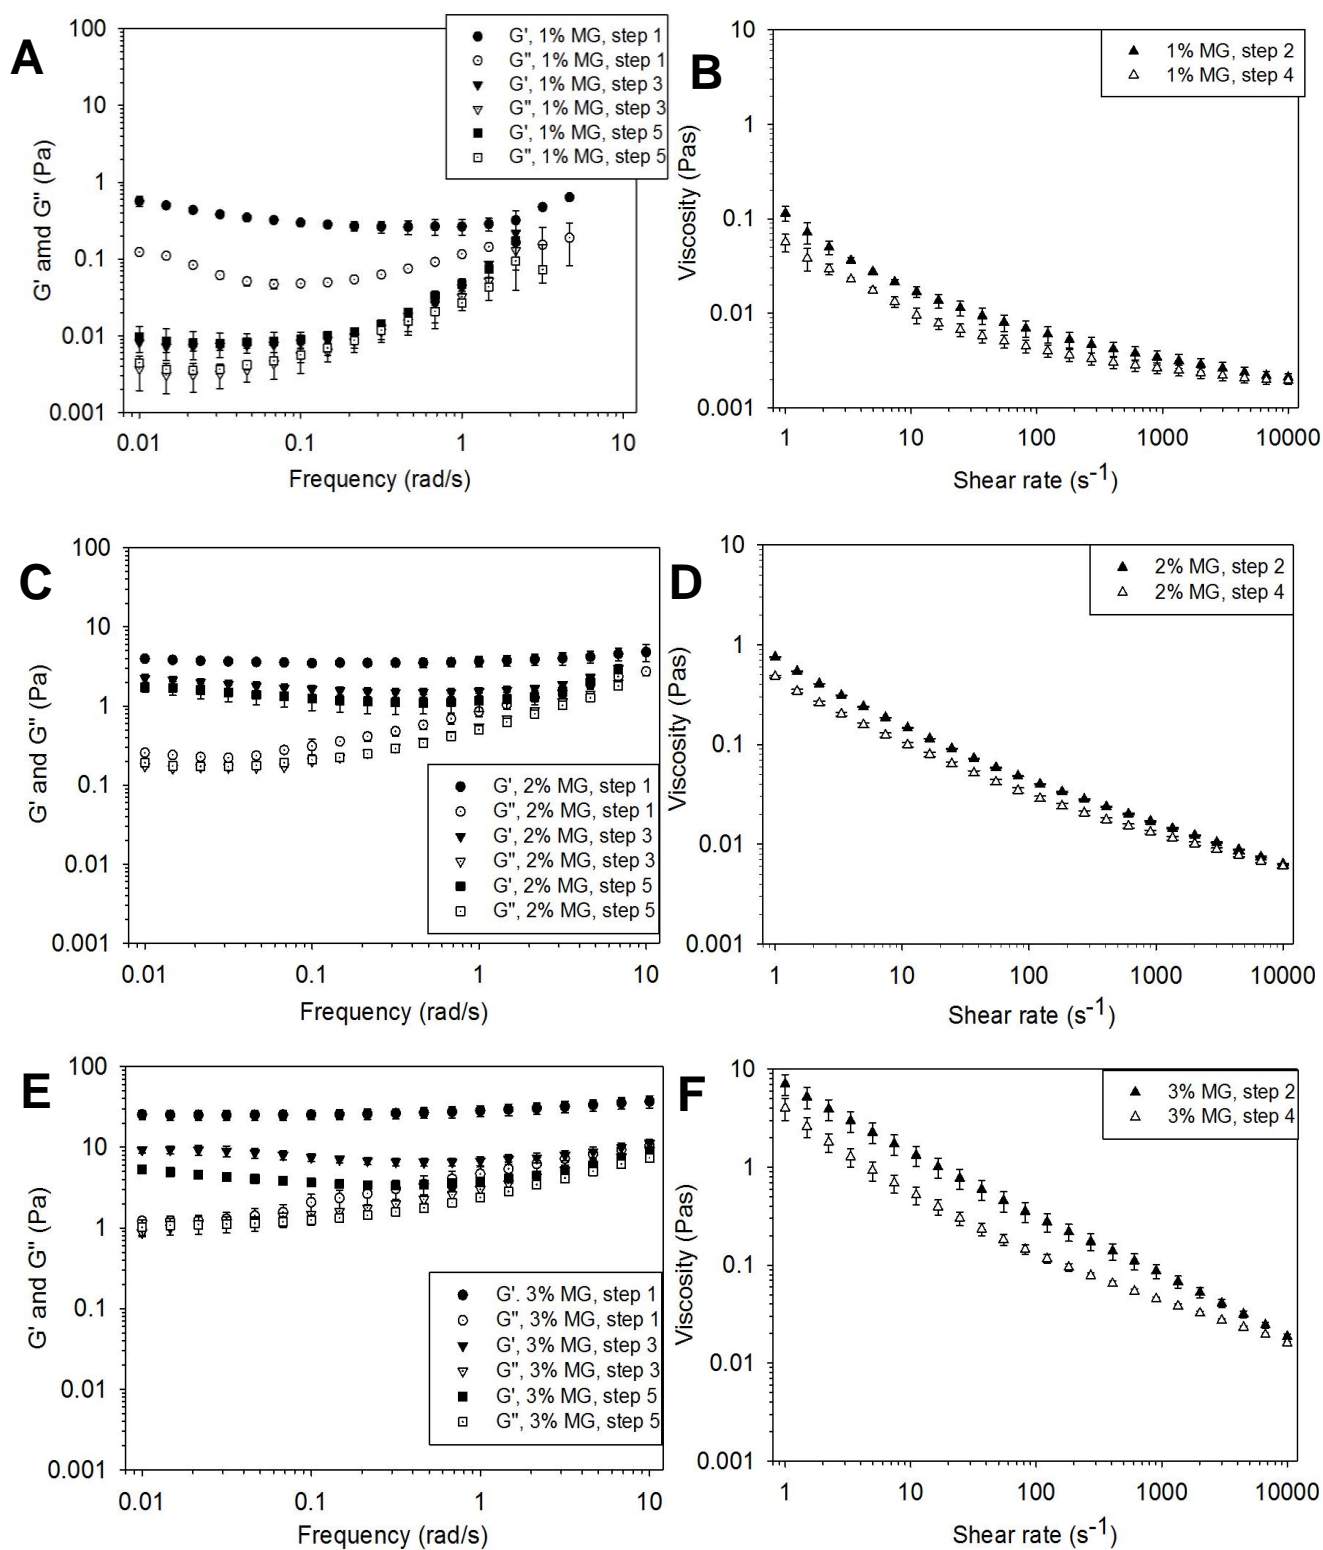 A
G' amd G" (Pa)
100
10
1
0.1
0.01
0.001
G', 1% MG, step 1
G", 1% MG, step 1
G', 1% MG, step 3
G", 1% MG, step 3
G', 1% MG, step 5
G", 1% MG, step 5
0.01 0.1 1 10
Frequency (rad/s)
B
Viscosity (Pas)
10
1
0.1
0.01
0.001
1% MG, step 2
1% MG, step 4
1 10 100 1000 10000
Shear rate (s-1)
C
G' and G" (Pa)
100
10
1
0.1
0.01
0.001
G', 2% MG, step 1
G", 2% MG, step 1
G', 2% MG, step 3
G", 2% MG, step 3
G', 2% MG, step 5
G", 2% MG, step 5
0.01 0.1 1 10
Frequency (rad/s)
D
Viscosity (Pas)
10
1
0.1
0.01
0.001
2% MG, step 2
2% MG, step 4
1 10 100 1000 10000
Shear rate (s-1)
E
G' and G" (Pa)
100
10
1
0.1
0.01
0.001
G'. 3% MG, step 1
G", 3% MG, step 1
G', 3% MG, step 3
G", 3% MG, step 3
G', 3% MG, step 5
G", 3% MG, step 5
0.01 0.1 1 10
Frequency (rad/s)
F
Viscosity (Pas)
10
1
0.1
0.01
0.001
3% MG, step 2
3% MG, step 4
1 10 100 1000 10000
Shear rate (s-1)